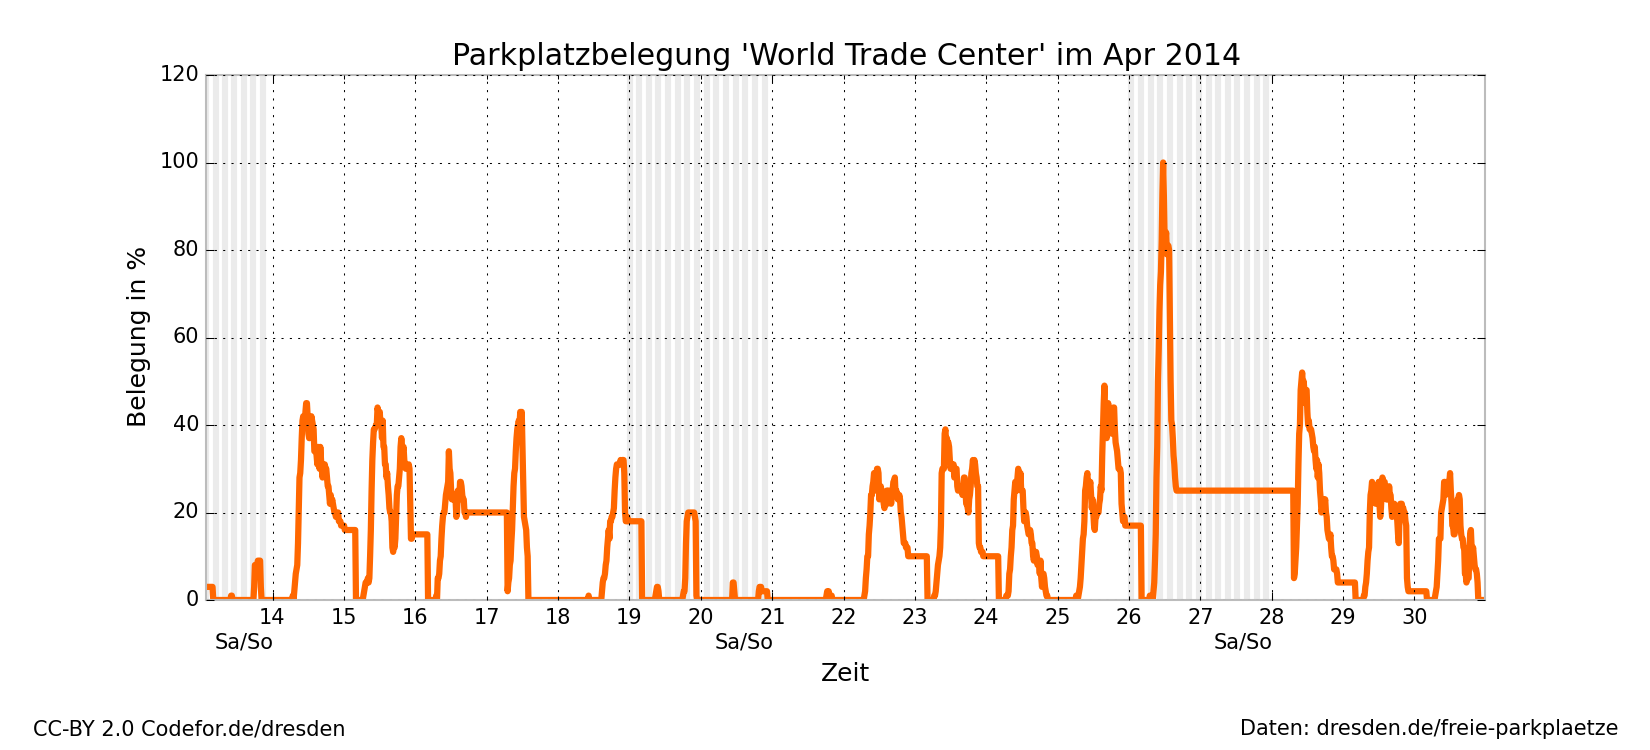 Parkplatzbelegung 'World Trade Center' im Apr 2014
120
100
80
60
40
20
0
Belegung in %
14 15 16 17 18 19 20 21 22 23 24 25 26 27 28 29 30
Sa/So Sa/So Sa/So
Zeit
CC-BY 2.0 Codefor.de/dresden
Daten: dresden.de/freie-parkplaetze